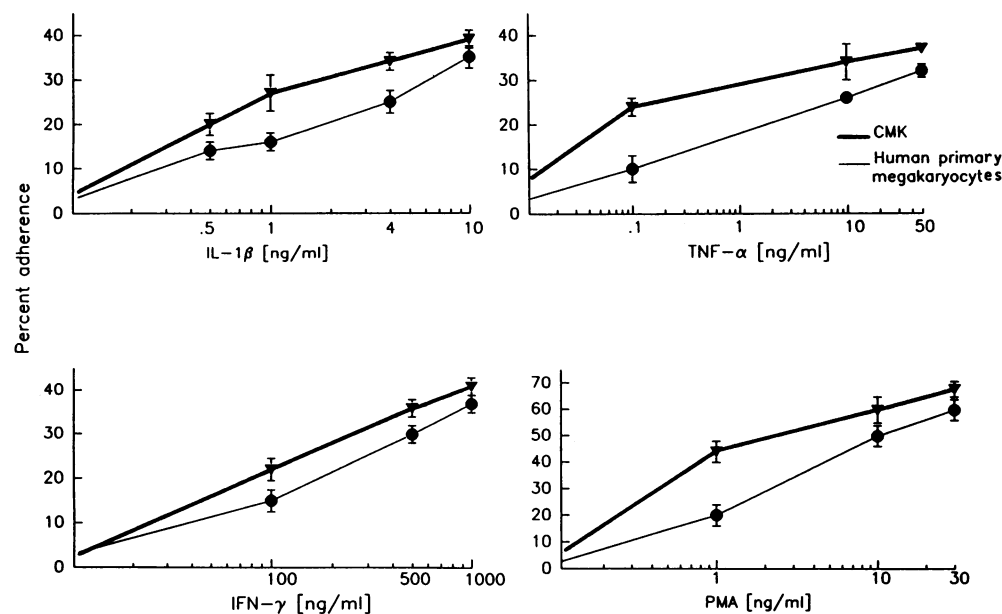 Percent adherence
40
30
20
10
0
.5 1 4 10
IL-1β [ng/ml]
40
30
20
10
0
.1 1 10 50
TNF-α [ng/ml]
CMK
Human primary
megakaryocytes
40
30
20
10
0
100 500 1000
IFN-γ [ng/ml]
70
60
50
40
30
20
10
0
1 10 30
PMA [ng/ml]